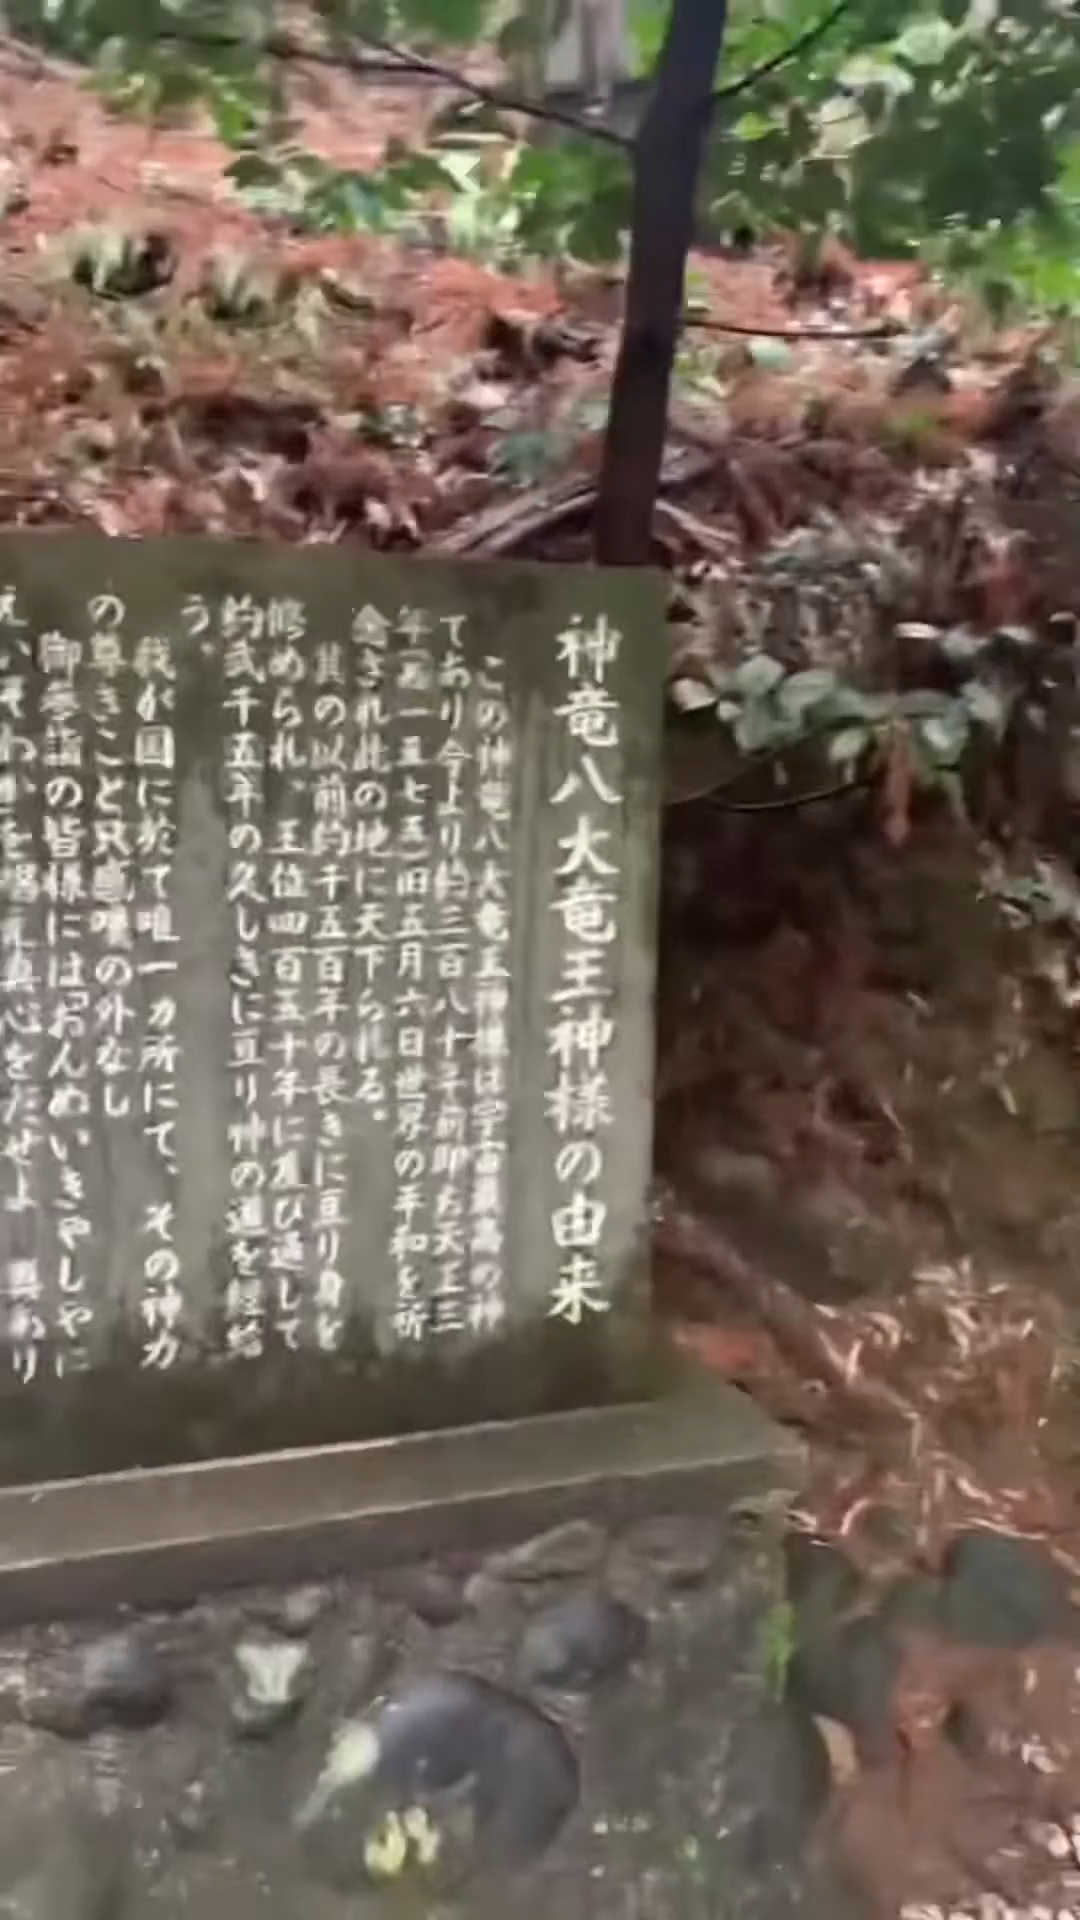 神竜八大竜王神様の由来
この神竜八大竜王神様は宇宙最高の神
であり今より約三百八十年前即ち天正三
年(西一五七五)旧五月六日世界の平和を祈
念され此の地に天下られる。
其の以前約千五百年の長きに亘り身を
修められ、王位四百五十年に及び通して
約弐千五年の久しきに亘り神の道を経給
う。
我が国に於て唯一カ所にて、その神力
の尊きこと只感嘆の外なし
御参詣の皆様には「おんめいきやしやに